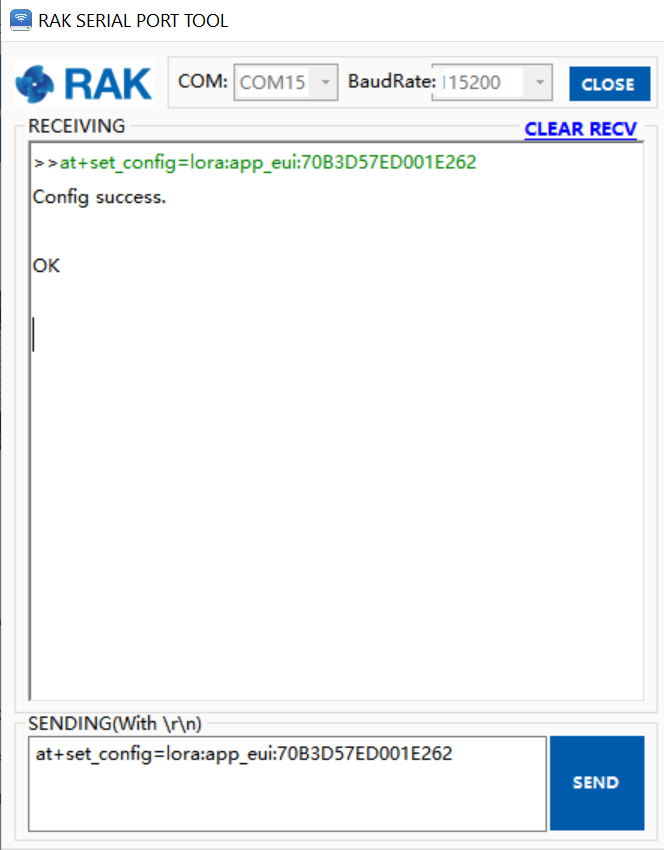 RAK SERIAL PORT TOOL
RAK COM: COM15 BaudRate: 115200 CLOSE
RECEIVING CLEAR RECV
>>at+set_config=lora:app_eui:70B3D57ED001E262
Config success.
OK
SENDING(With \r\n)
at+set_config=lora:app_eui:70B3D57ED001E262
SEND